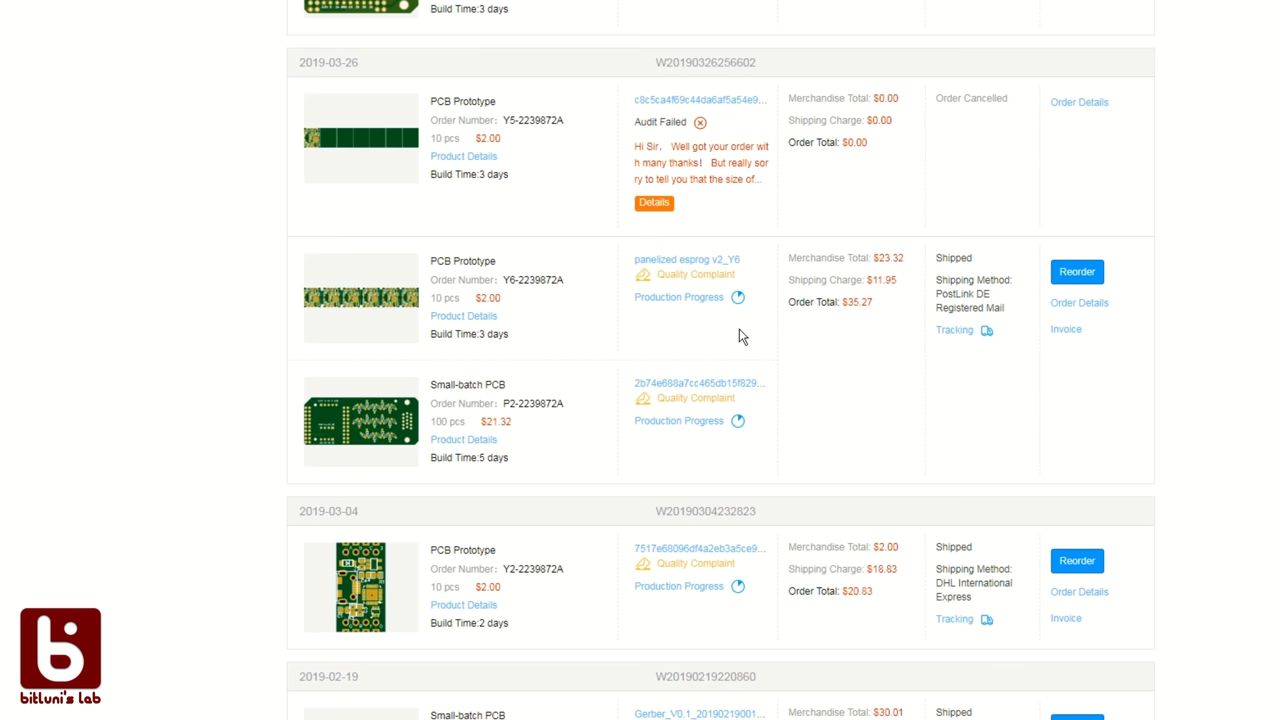 Build Time:3 days
2019-03-26
W20190326256602
PCB Prototype
Order Number: Y5-2239872A
10 pcs $2.00
Product Details
Build Time:3 days
c8c5ca4f69c44da6af5a54e9...
Audit Failed
Hi Sir, Well got your order wit
h many thanks! But really sor
ry to tell you that the size of...
Details
Merchandise Total: $0.00
Shipping Charge: $0.00
Order Total: $0.00
Order Cancelled
Order Details
PCB Prototype
Order Number: Y6-2239872A
10 pcs $2.00
Product Details
Build Time:3 days
panelized esprog v2_Y6
Quality Complaint
Production Progress
Merchandise Total: $23.32
Shipping Charge: $11.95
Order Total: $35.27
Shipped
Shipping Method:
PostLink DE
Registered Mail
Tracking
Reorder
Order Details
Invoice
Small-batch PCB
Order Number: P2-2239872A
100 pcs $21.32
Product Details
Build Time:5 days
2b74e688a7cc465db15f829...
Quality Complaint
Production Progress
2019-03-04
W20190304232823
PCB Prototype
Order Number: Y2-2239872A
10 pcs $2.00
Product Details
Build Time:2 days
7517e68096df4a2eb3a5ce9...
Quality Complaint
Production Progress
Merchandise Total: $2.00
Shipping Charge: $18.83
Order Total: $20.83
Shipped
Shipping Method:
DHL International
Express
Tracking
Reorder
Order Details
Invoice
2019-02-19
W20190219220860
Small-batch PCB
Gerber_V0.1_20190219001...
Merchandise Total: $30.01
Shipped
bitluni's lab